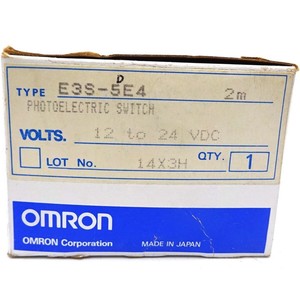 TYPE E3S-5DE4 2m
PHOTOELECTRIC SWITCH
VOLTS. 12 to 24 VDC
LOT No. 14X3H QTY. 1
OMRON
OMRON Corporation MADE IN JAPAN